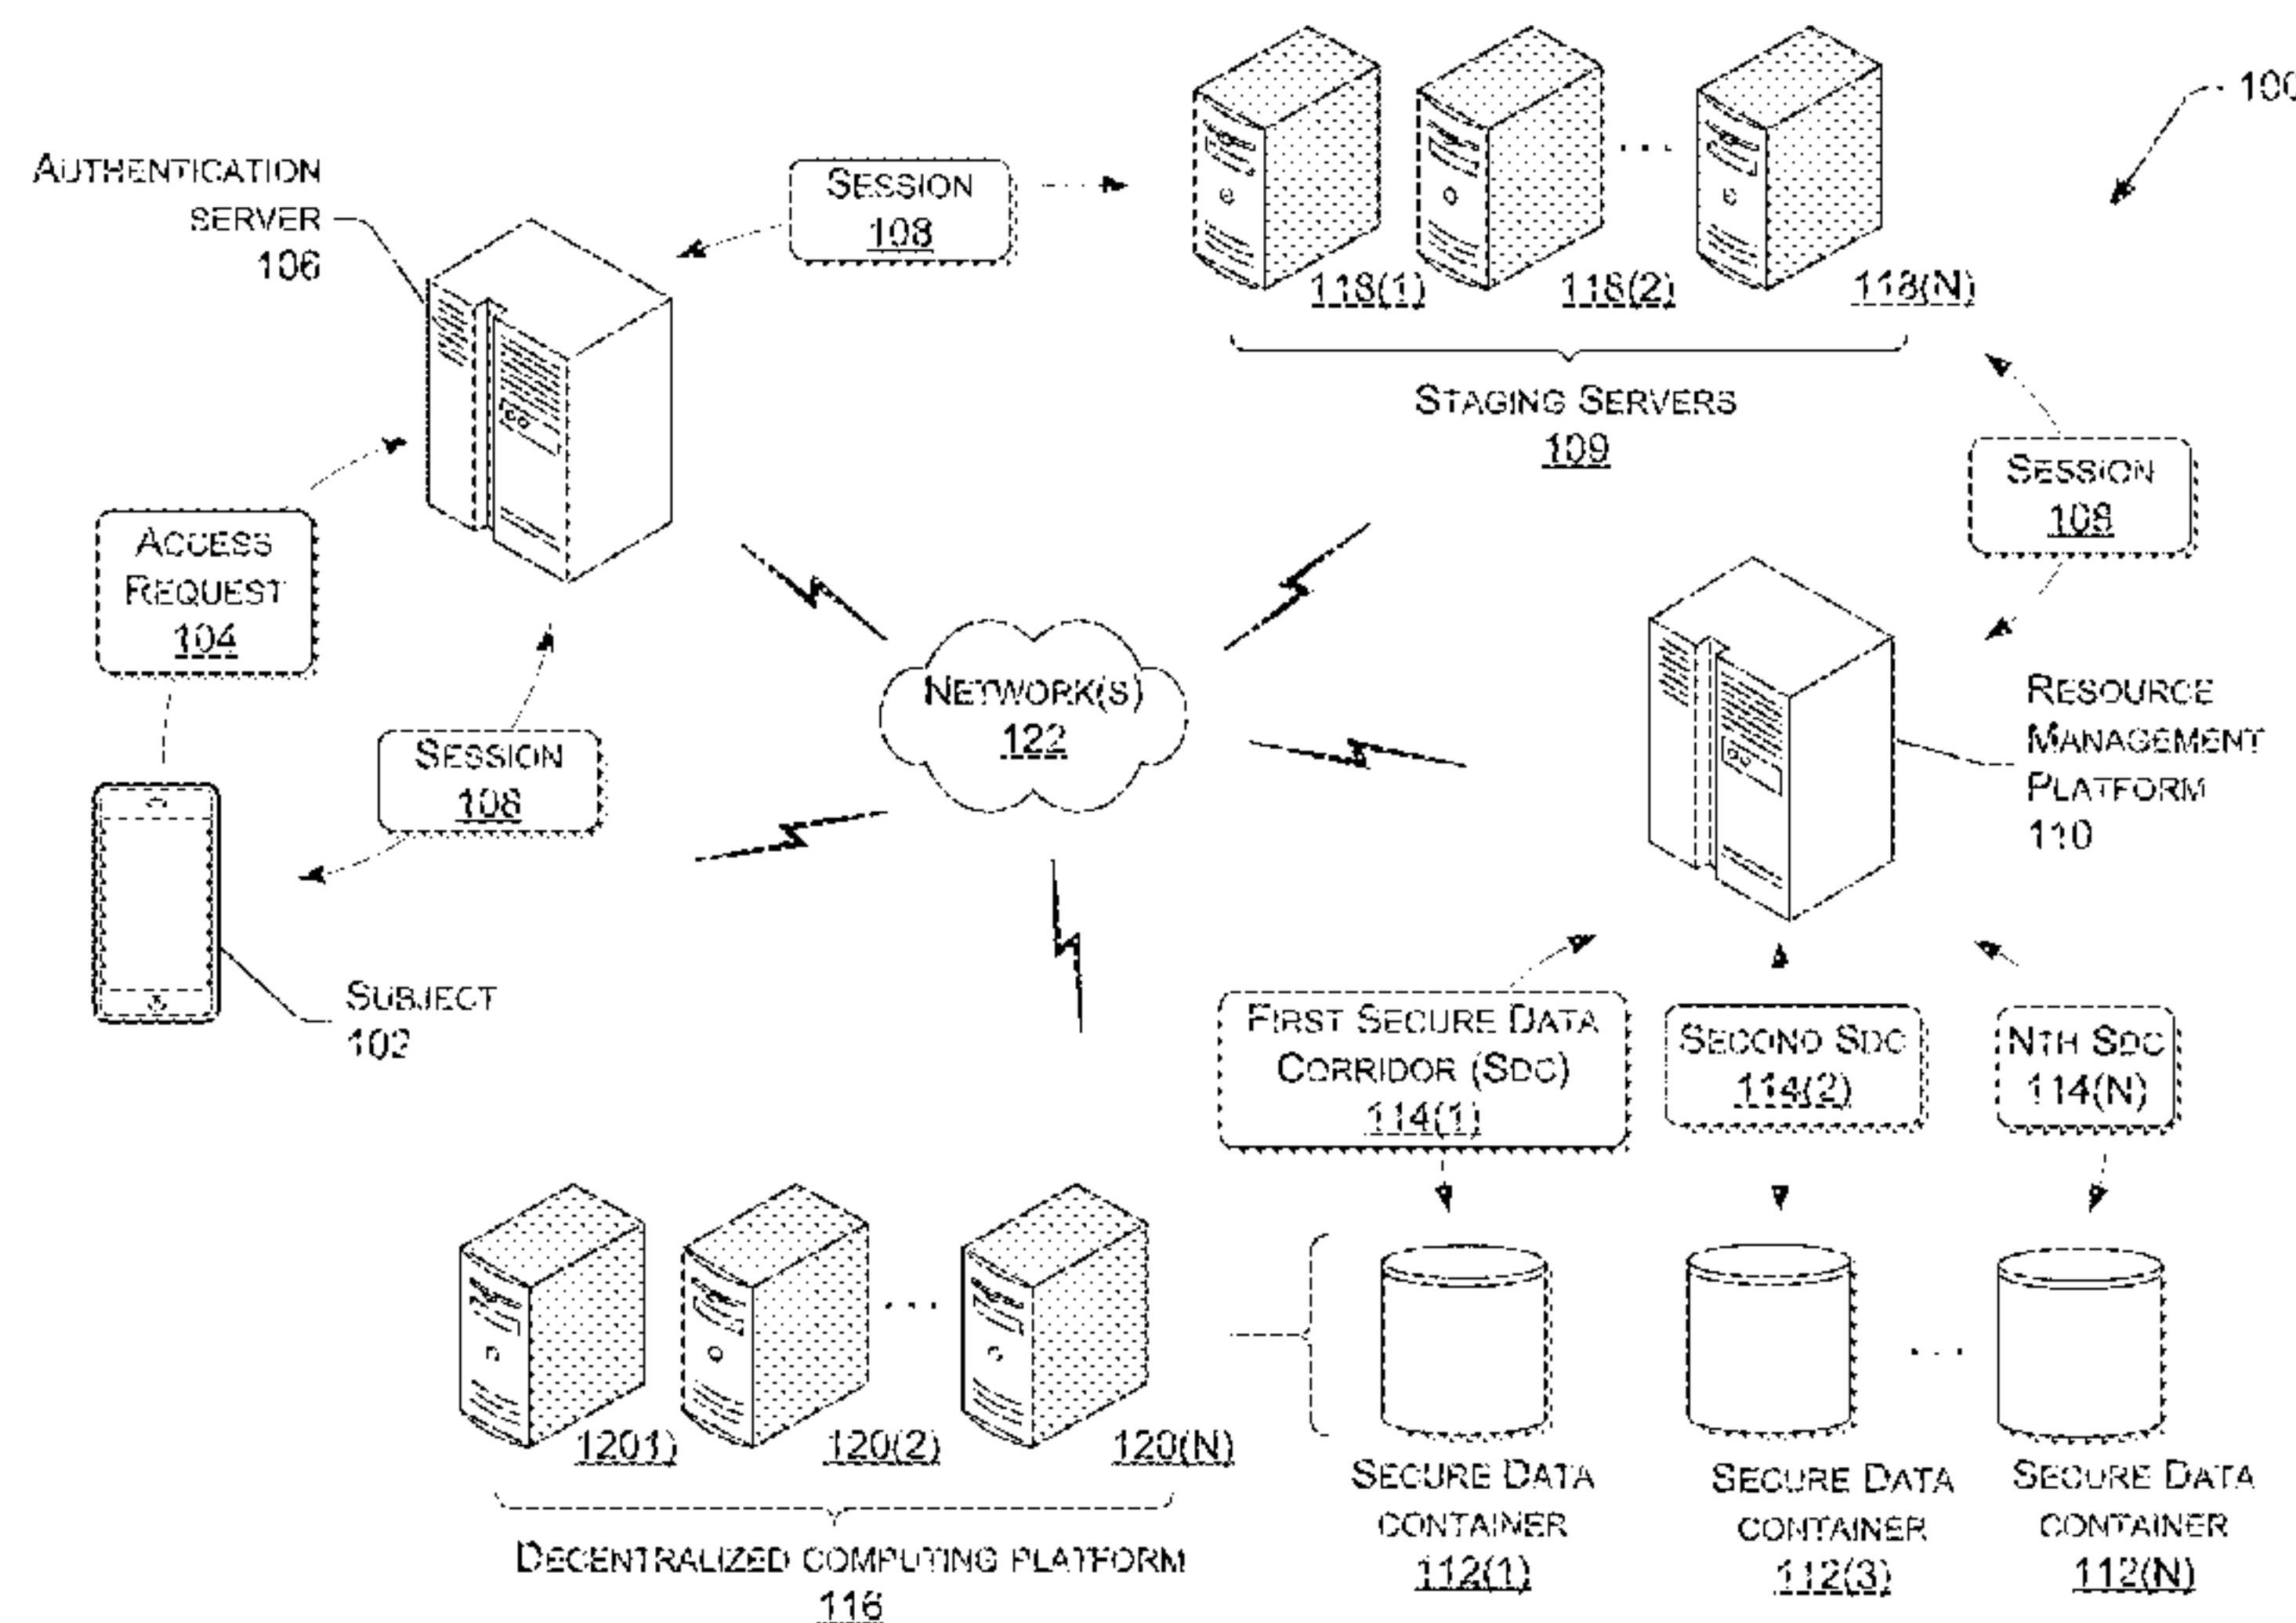 100
AUTHENTICATION
SERVER
106
SESSION
108
118(1)
118(2)
118(N)
STAGING SERVERS
109
SESSION
108
ACCESS
REQUEST
104
NETWORK(S)
122
SESSION
108
RESOURCE
MANAGEMENT
PLATFORM
110
SUBJECT
102
FIRST SECURE DATA
CORRIDOR (SDC)
114(1)
SECOND SDC
114(2)
NTH SDC
114(N)
1201)
120(2)
120(N)
DECENTRALIZED COMPUTING PLATFORM
116
SECURE DATA
CONTAINER
112(1)
SECURE DATA
CONTAINER
112(3)
SECURE DATA
CONTAINER
112(N)